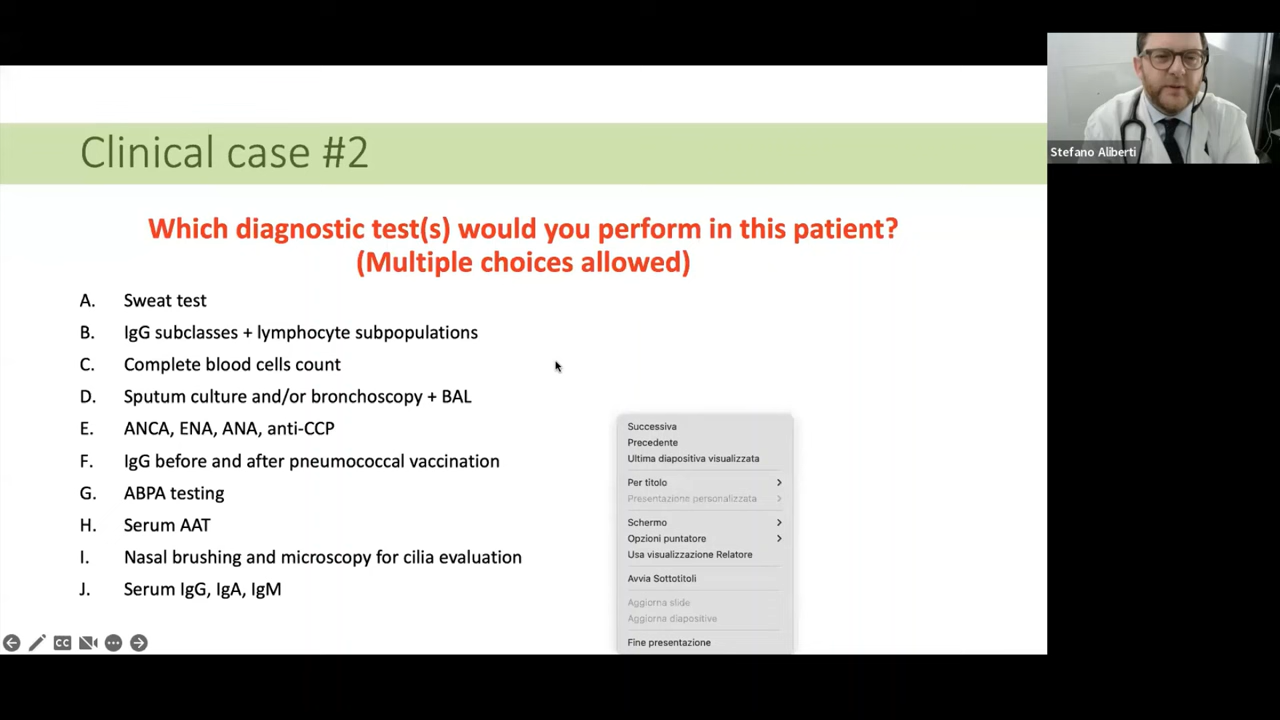 Stefano Aliberti
Clinical case #2
Which diagnostic test(s) would you perform in this patient?
(Multiple choices allowed)
A. Sweat test
B. IgG subclasses + lymphocyte subpopulations
C. Complete blood cells count
D. Sputum culture and/or bronchoscopy + BAL
E. ANCA, ENA, ANA, anti-CCP
F. IgG before and after pneumococcal vaccination
G. ABPA testing
H. Serum AAT
I. Nasal brushing and microscopy for cilia evaluation
J. Serum IgG, IgA, IgM
Successiva
Precedente
Ultima diapositiva visualizzata
Per titolo
Presentazione personalizzata
Schermo
Opzioni puntatore
Usa visualizzazione Relatore
Avvia Sottotitoli
Aggiorna slide
Aggiorna diapositive
Fine presentazione
CC